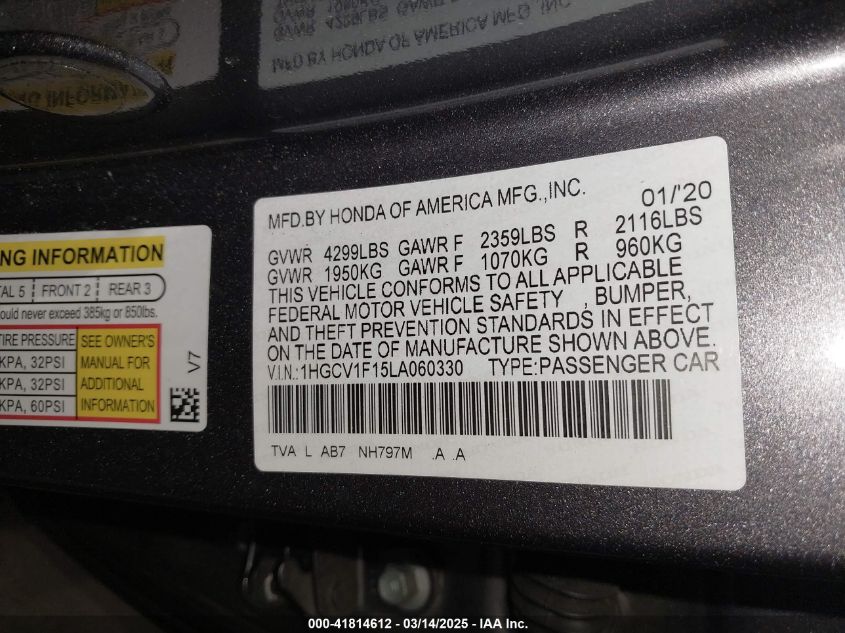 MFD.BY HONDA OF AMERICA MFG.,INC. 01/'20
GVWR 4299LBS GAWR F 2359LBS R 2116LBS
GVWR 1950KG GAWR F 1070KG R 960KG
THIS VEHICLE CONFORMS TO ALL APPLICABLE
FEDERAL MOTOR VEHICLE SAFETY , BUMPER,
AND THEFT PREVENTION STANDARDS IN EFFECT
ON THE DATE OF MANUFACTURE SHOWN ABOVE.
V.I.N.:1HGCV1F15LA060330 TYPE:PASSENGER CAR
TVA L AB7 NH797M .A .A
NG INFORMATION
TAL 5 FRONT 2 REAR 3
ould never exceed 385kg or 850lbs.
TIRE PRESSURE
KPA, 32PSI
KPA, 32PSI
KPA, 60PSI
SEE OWNER'S
MANUAL FOR
ADDITIONAL
INFORMATION
V7
000-41814612 - 03/14/2025 - IAA Inc.